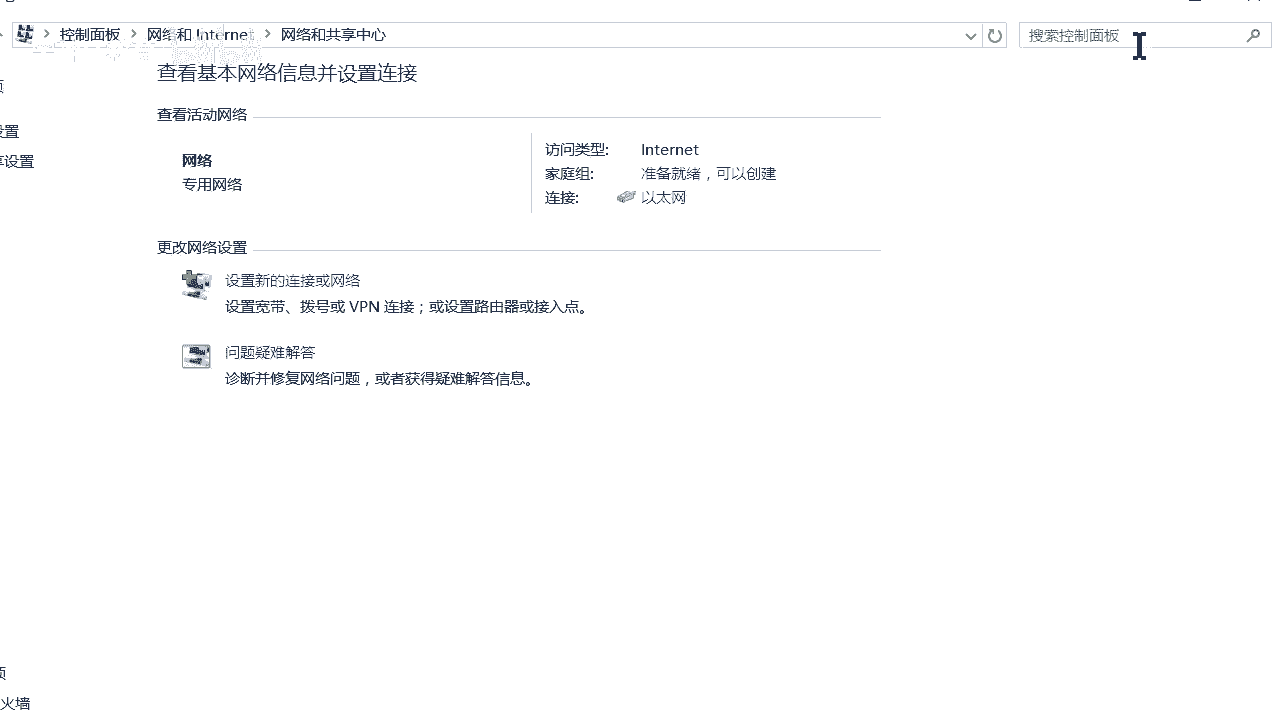 控制面板 > 网络和 Internet > 网络和共享中心
搜索控制面板
查看基本网络信息并设置连接
查看活动网络
网络
专用网络
访问类型: Internet
家庭组: 准备就绪，可以创建
连接: 以太网
更改网络设置
设置新的连接或网络
设置宽带、拨号或 VPN 连接；或设置路由器或接入点。
问题疑难解答
诊断并修复网络问题，或者获得疑难解答信息。
设置
享设置
火墙